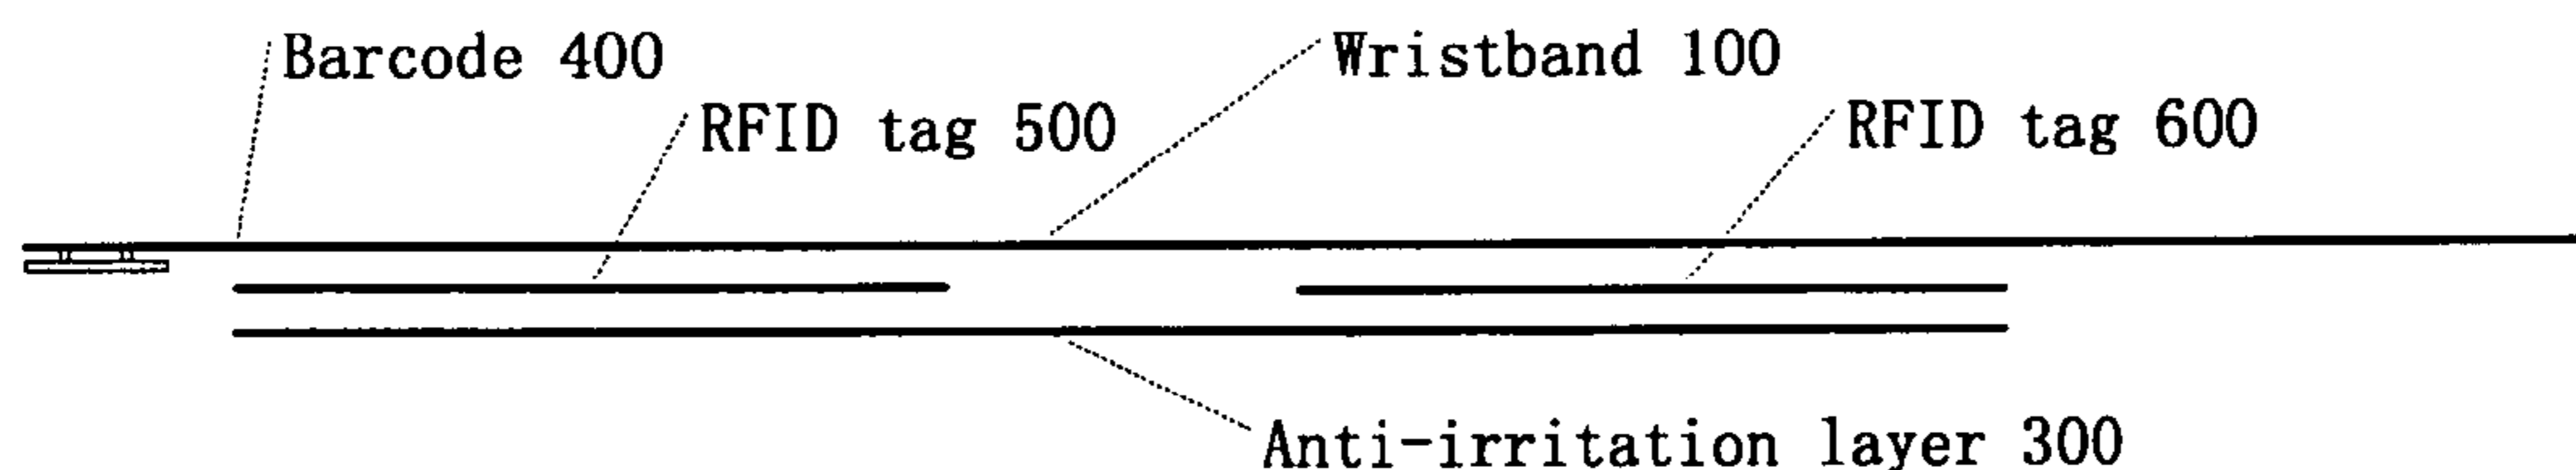 Barcode 400
Wristband 100
RFID tag 500
RFID tag 600
Anti-irritation layer 300